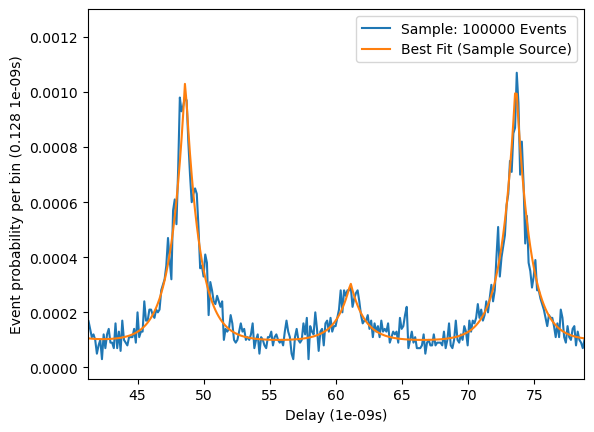 Sample: 100000 Events
Best Fit (Sample Source)
Event probability per bin (0.128 1e-09s)
0.0012
0.0010
0.0008
0.0006
0.0004
0.0002
0.0000
45 50 55 60 65 70 75
Delay (1e-09s)